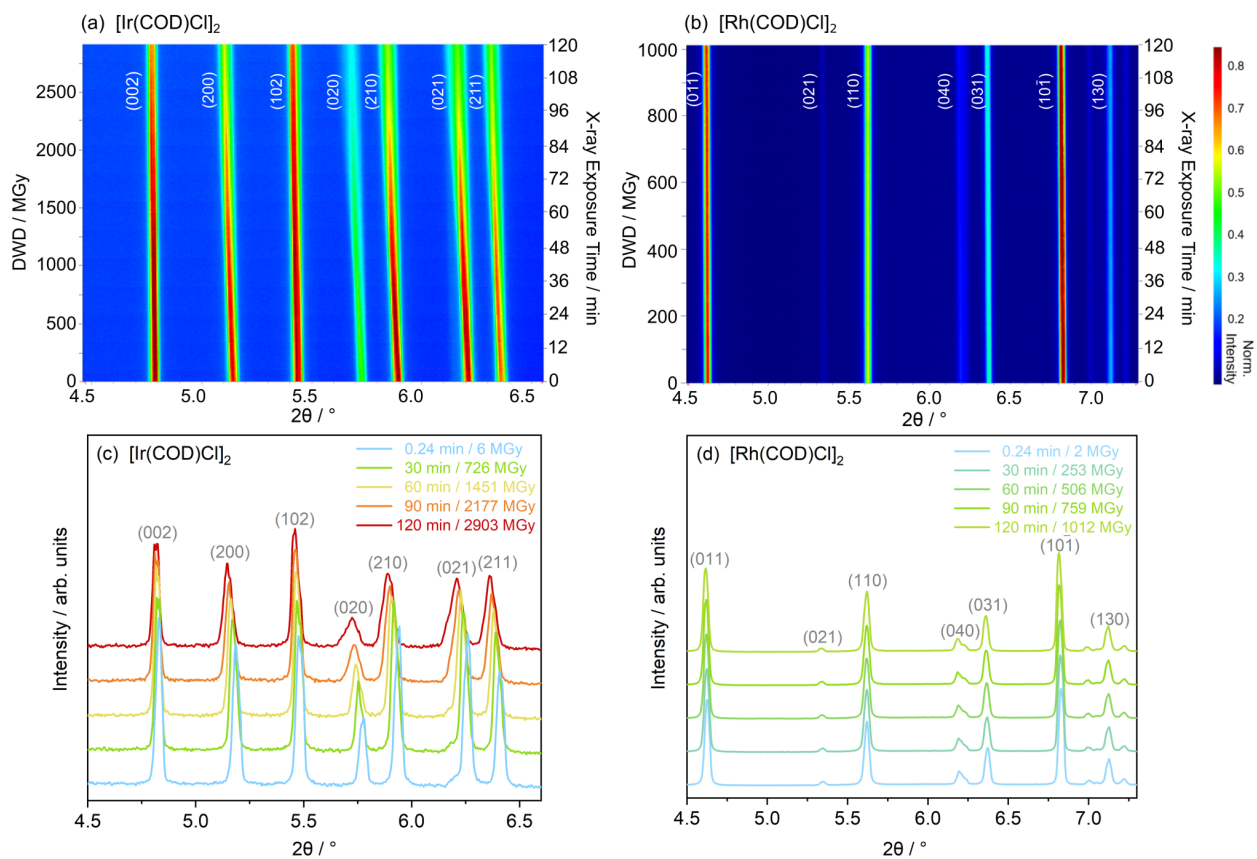 (a) [Ir(COD)Cl]₂
DWD / MGy
2500
2000
1500
1000
500
0
(002)
(200)
(102)
(020)
(210)
(021)
(211)
120
108
96
84
72
60
48
36
24
12
0
X-ray Exposure Time / min
4.5 5.0 5.5 6.0 6.5
2θ / °
(b) [Rh(COD)Cl]₂
DWD / MGy
1000
800
600
400
200
0
(011)
(021)
(110)
(040)
(031)
(101̄)
(130)
120
108
96
84
72
60
48
36
24
12
0
X-ray Exposure Time / min
4.5 5.0 5.5 6.0 6.5 7.0
2θ / °
0.8
0.7
0.6
0.5
0.4
0.3
0.2
Norm.
Intensity
(c) [Ir(COD)Cl]₂
0.24 min / 6 MGy
30 min / 726 MGy
60 min / 1451 MGy
90 min / 2177 MGy
120 min / 2903 MGy
Intensity / arb. units
(002)
(200)
(102)
(020)
(210)
(021)
(211)
4.5 5.0 5.5 6.0 6.5
2θ / °
(d) [Rh(COD)Cl]₂
0.24 min / 2 MGy
30 min / 253 MGy
60 min / 506 MGy
90 min / 759 MGy
120 min / 1012 MGy
Intensity / arb. units
(011)
(021)
(110)
(040)
(031)
(101̄)
(130)
4.5 5.0 5.5 6.0 6.5 7.0
2θ / °